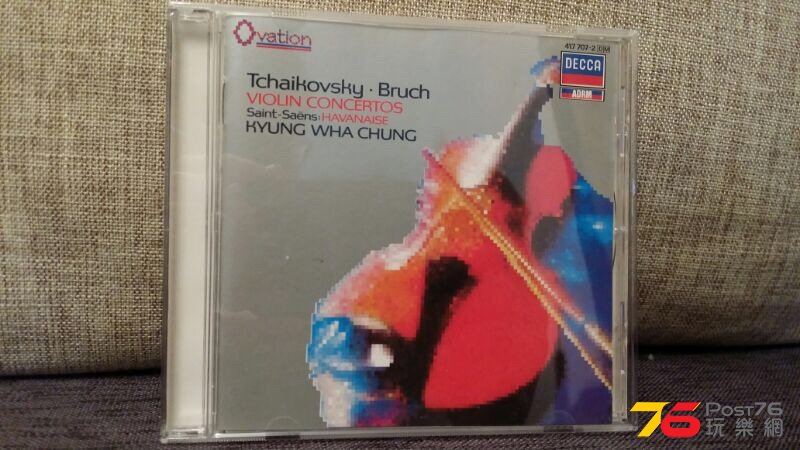 Ovation
417 707-2 DM
DECCA
ADRM
Tchaikovsky · Bruch
VIOLIN CONCERTOS
Saint-Saëns: HAVANAISE
KYUNG WHA CHUNG
76 POST76
玩樂網